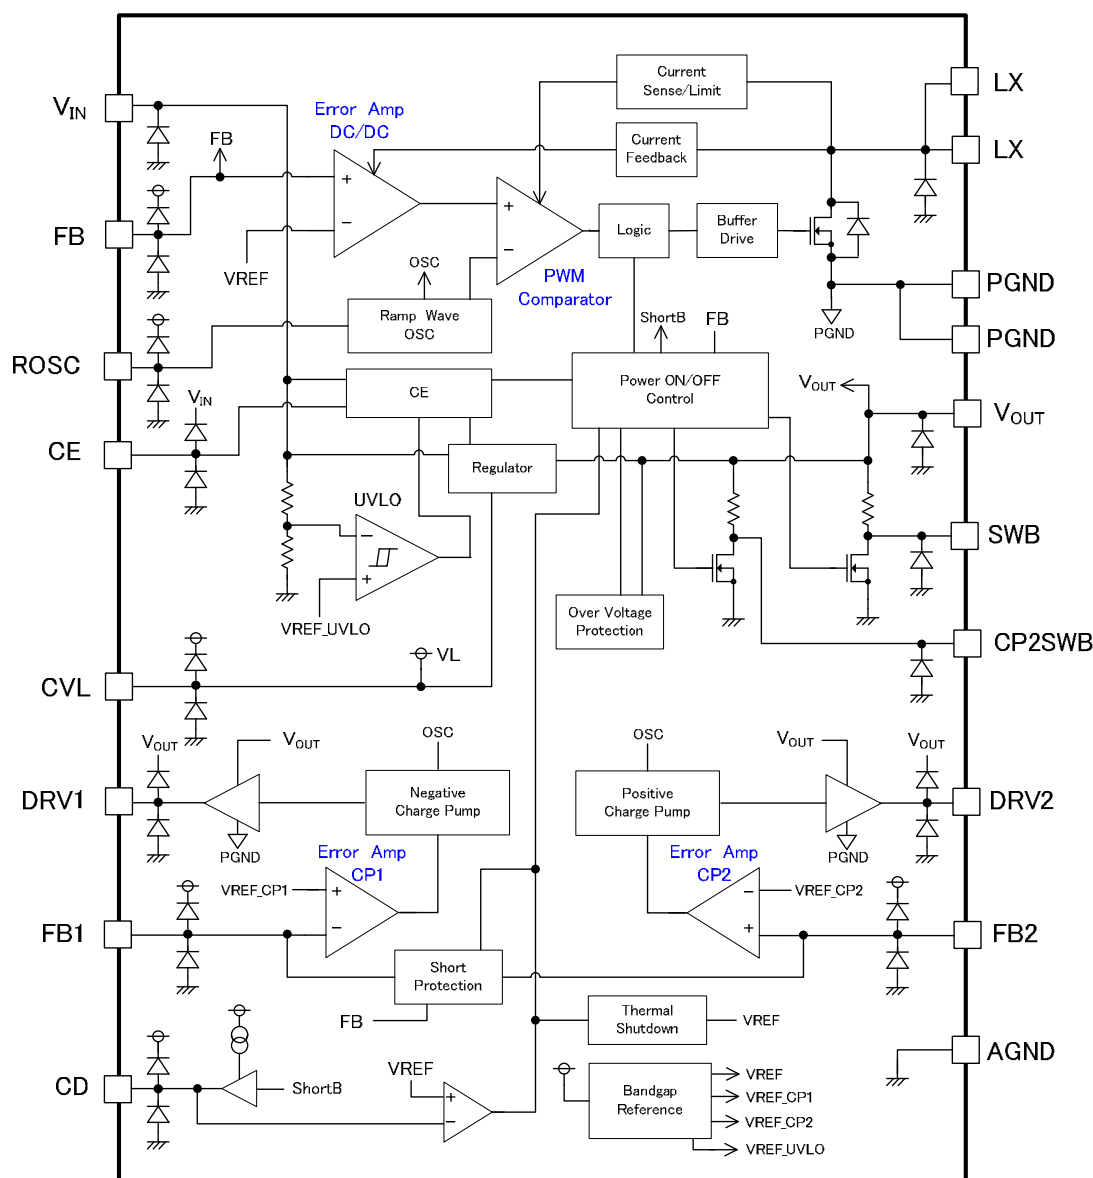 Current
Sense/Limit
LX
VIN
Error Amp
DC/DC
FB
Current
Feedback
LX
+
−
+
−
FB
VREF
OSC
PWM
Comparator
Logic
Buffer
Drive
PGND
Ramp Wave
OSC
ShortB
FB
PGND
PGND
ROSC
VIN
CE
Power ON/OFF
Control
VOUT
VOUT
CE
Regulator
UVLO
−
+
SWB
VREF_UVLO
Over Voltage
Protection
CP2SWB
VL
CVL
OSC
OSC
VOUT
VOUT
VOUT
VOUT
DRV1
Negative
Charge Pump
Positive
Charge Pump
DRV2
PGND
PGND
Error Amp
CP1
Error Amp
CP2
VREF_CP1
+
−
−
+
VREF_CP2
FB1
FB2
Short
Protection
FB
Thermal
Shutdown
VREF
AGND
CD
ShortB
VREF
+
−
Bandgap
Reference
VREF
VREF_CP1
VREF_CP2
VREF_UVLO